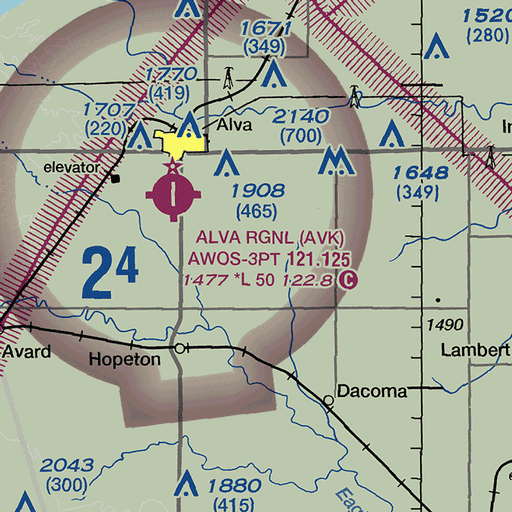 1520
(280)
1671
(349)
1770
(419)
1707
(220)
Alva
2140
(700)
elevator
1908
(465)
1648
(349)
ALVA RGNL (AVK)
AWOS-3PT 121.125
1477 *L 50 122.8 C
24
1490
Avard
Hopeton
Lambert
Dacoma
2043
(300)
1880
(415)